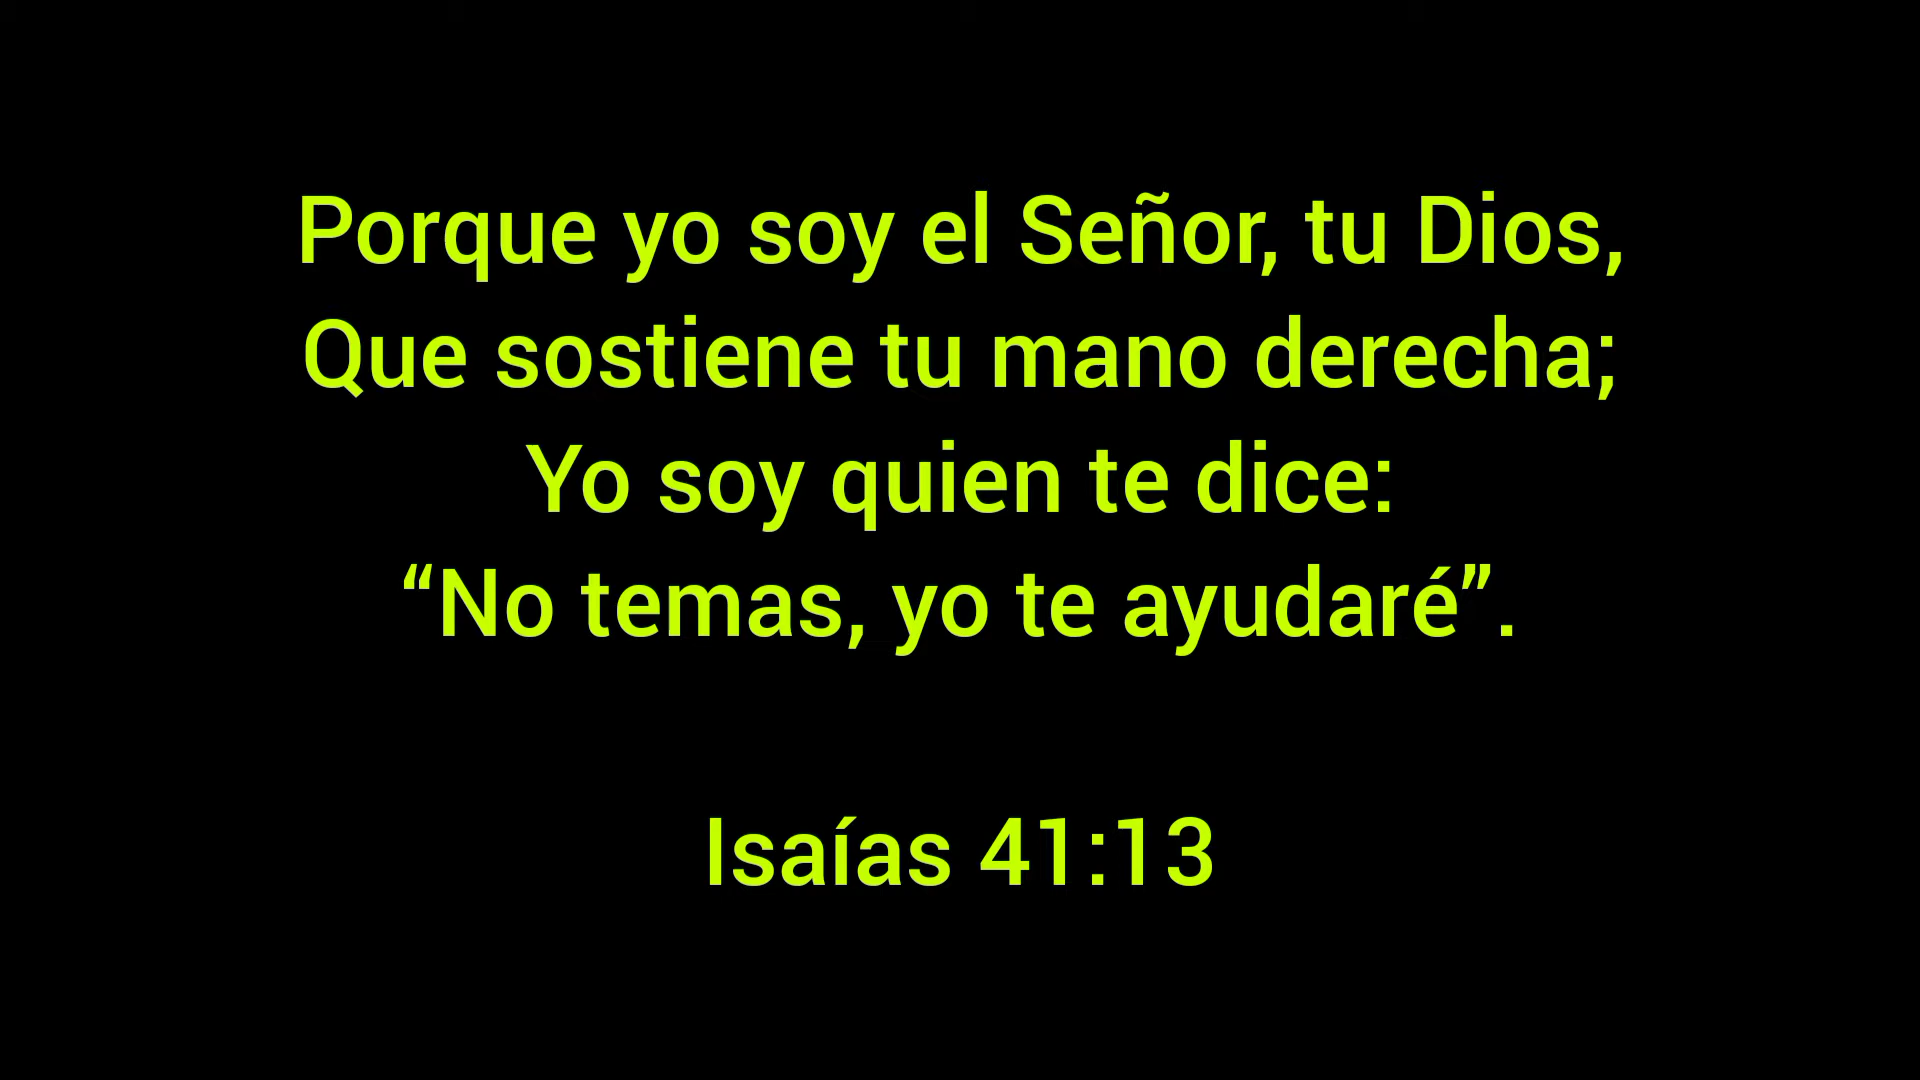 Porque yo soy el Señor, tu Dios,
Que sostiene tu mano derecha;
Yo soy quien te dice:
“No temas, yo te ayudaré”.
Isaías 41:13